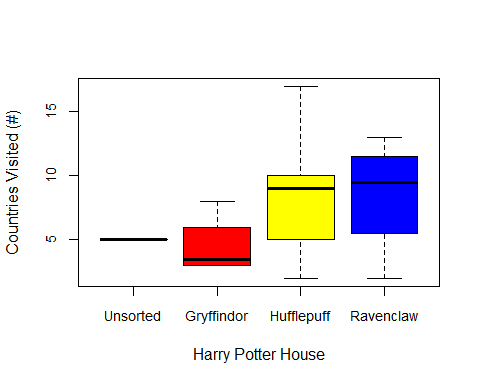 Countries Visited (#)
15
10
5
Unsorted Gryffindor Hufflepuff Ravenclaw
Harry Potter House